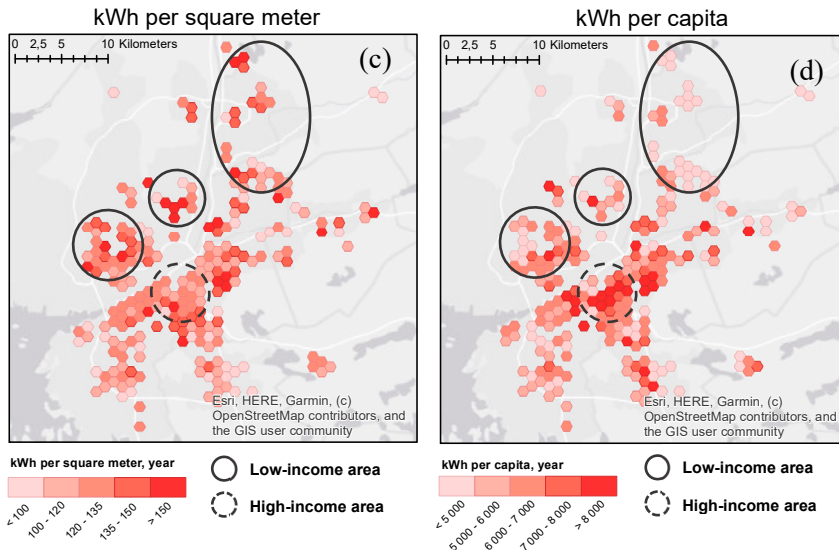 kWh per square meter
0 2,5 5 10 Kilometers
(c)
Esri, HERE, Garmin, (c)
OpenStreetMap contributors, and
the GIS user community
kWh per square meter, year
< 100
100 - 120
120 - 135
135 - 150
> 150
Low-income area
High-income area
kWh per capita
0 2,5 5 10 Kilometers
(d)
Esri, HERE, Garmin, (c)
OpenStreetMap contributors, and
the GIS user community
kWh per capita, year
< 5 000
5 000 - 6 000
6 000 - 7 000
7 000 - 8 000
> 8 000
Low-income area
High-income area